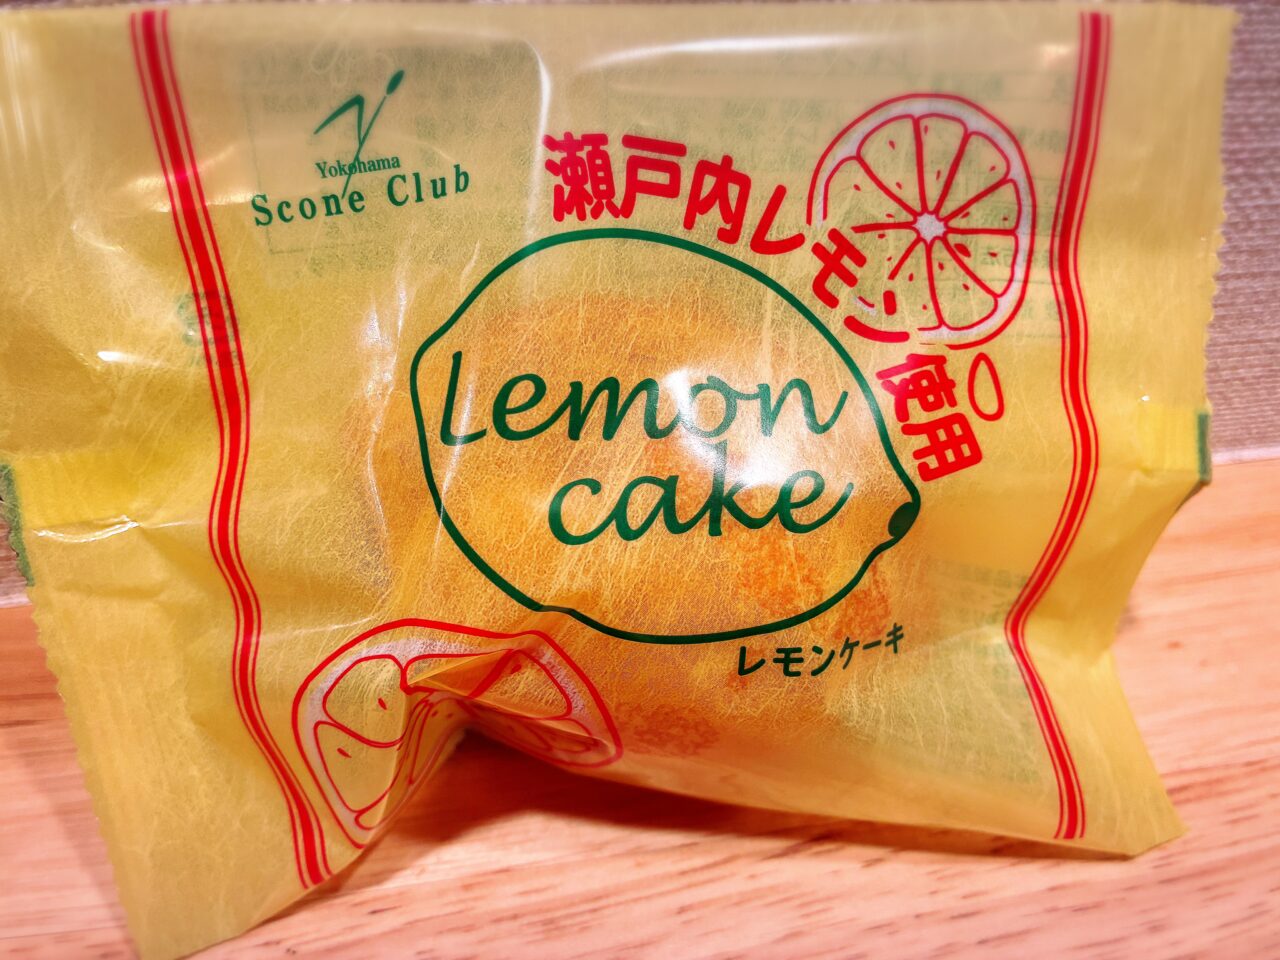 Yokohama
Scone Club
瀬戸内レモン使用
Lemon
cake
レモンケーキ